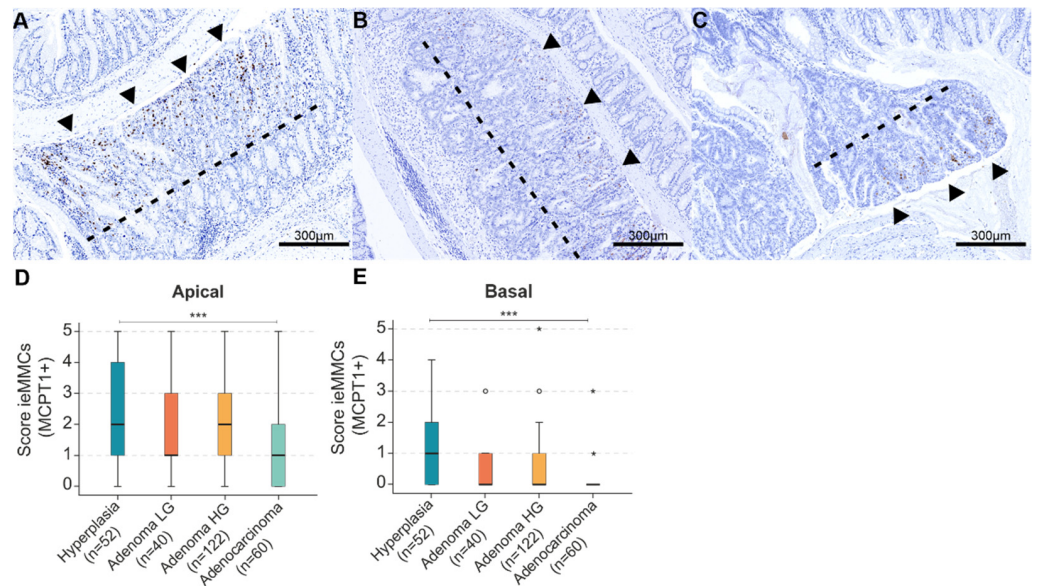 A
B
C
300µm
300µm
300µm
D
E
Apical
Basal
***
***
Score ieMMCs
(MCPT1+)
5
4
3
2
1
0
Hyperplasia
(n=52)
Adenoma LG
(n=40)
Adenoma HG
(n=122)
Adenocarcinoma
(n=60)
Score ieMMCs
(MCPT1+)
5
4
3
2
1
0
Hyperplasia
(n=52)
Adenoma LG
(n=40)
Adenoma HG
(n=122)
Adenocarcinoma
(n=60)